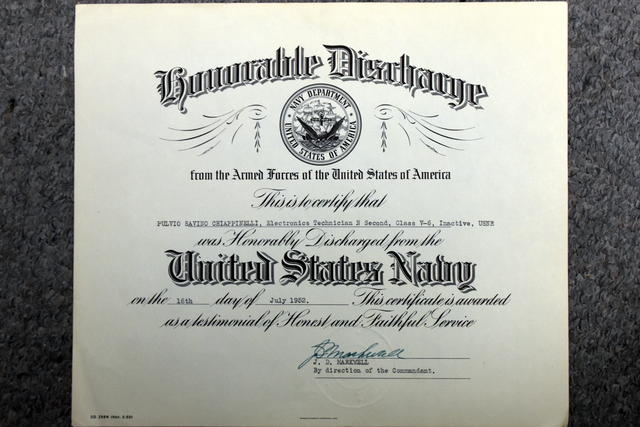 Honorable Discharge
NAVY DEPARTMENT
UNITED STATES OF AMERICA
from the Armed Forces of the United States of America
This is to certify that
PULVIO SAVINO CHIAPPINELLI, Electronics Technician N Second, Class V-6, Inactive, USNR
was Honorably Discharged from the
United States Navy
on the 16th day of July 1952. This certificate is awarded
as a testimonial of Honest and Faithful Service
J D Markwell
J. D. MARKWELL
By direction of the Commandant.